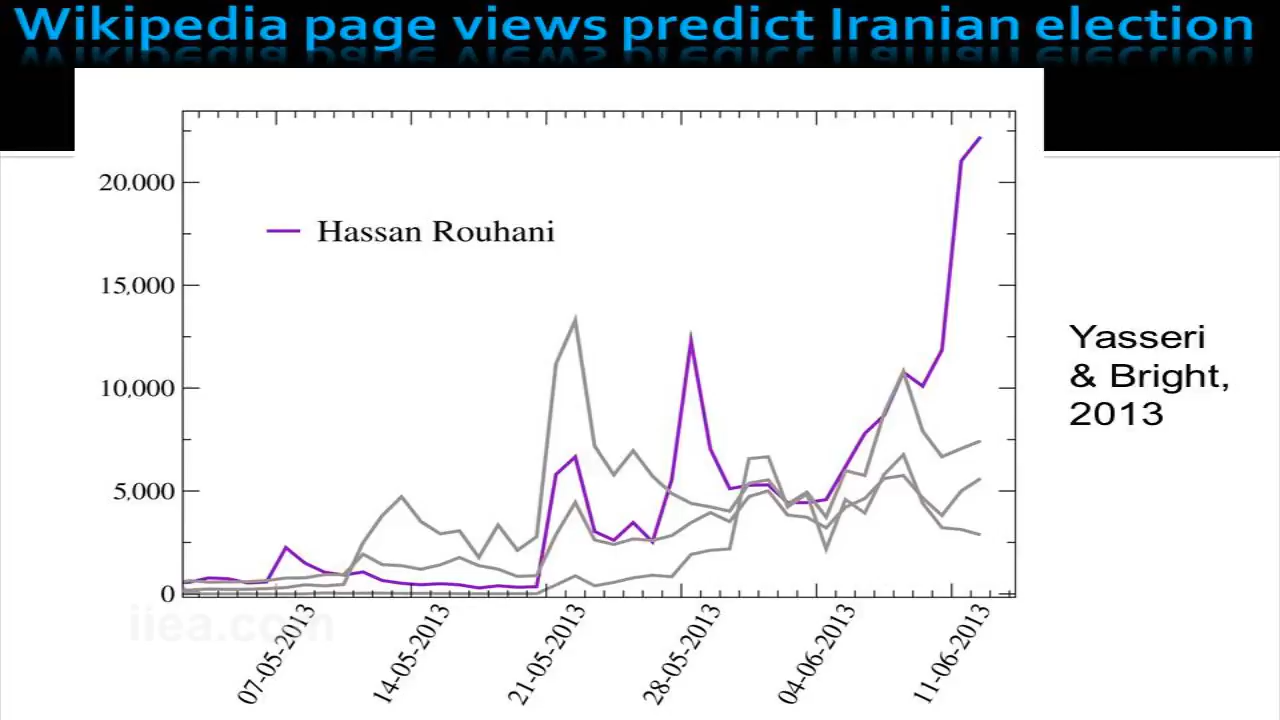 Wikipedia page views predict Iranian election
20,000
Hassan Rouhani
15,000
Yasseri
& Bright,
2013
10,000
5,000
0
iiea.com
07-05-2013
14-05-2013
21-05-2013
28-05-2013
04-06-2013
11-06-2013